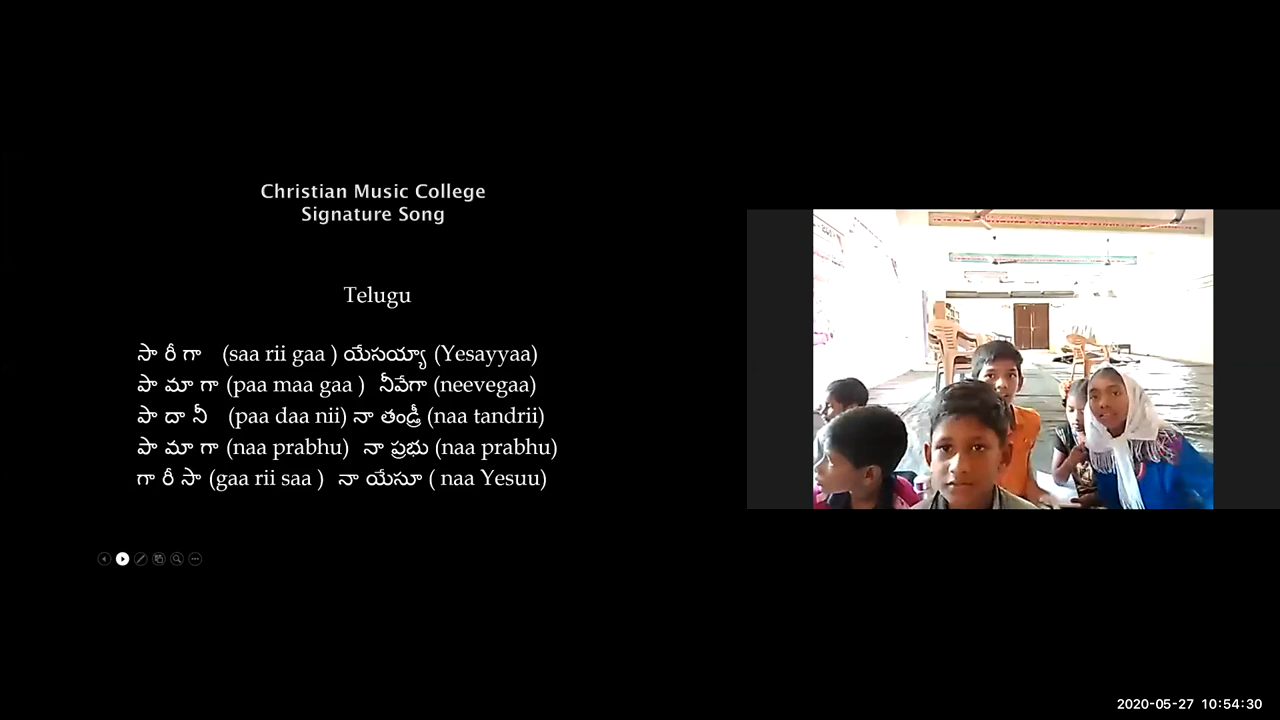 Christian Music College
Signature Song
Telugu
పా రీ గా (saa rii gaa ) యేసయ్యా (Yesayyaa)
పా మా గా (paa maa gaa ) నీవేగా (neevegaa)
పా దా నీ (paa daa nii) నా తండ్రీ (naa tandrii)
పా మా గా (naa prabhu) నా ప్రభు (naa prabhu)
గా రీ సా (gaa rii saa ) నా యేసూ ( naa Yesuu)
2020-05-27 10:54:30